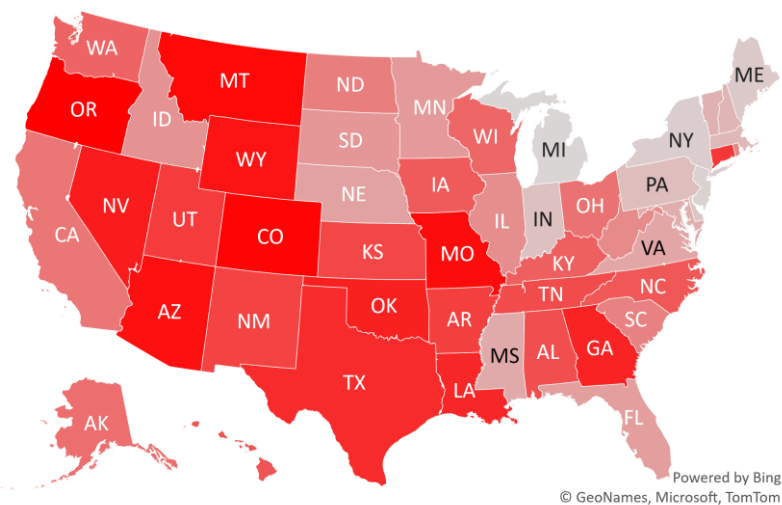 WA
MT
ND
MN
ME
OR
ID
SD
WI
MI
NY
WY
IA
PA
NE
NV
UT
CO
IL
IN
OH
CA
KS
MO
KY
VA
AZ
NM
OK
AR
TN
NC
SC
TX
LA
MS
AL
GA
AK
FL
Powered by Bing
© GeoNames, Microsoft, TomTom